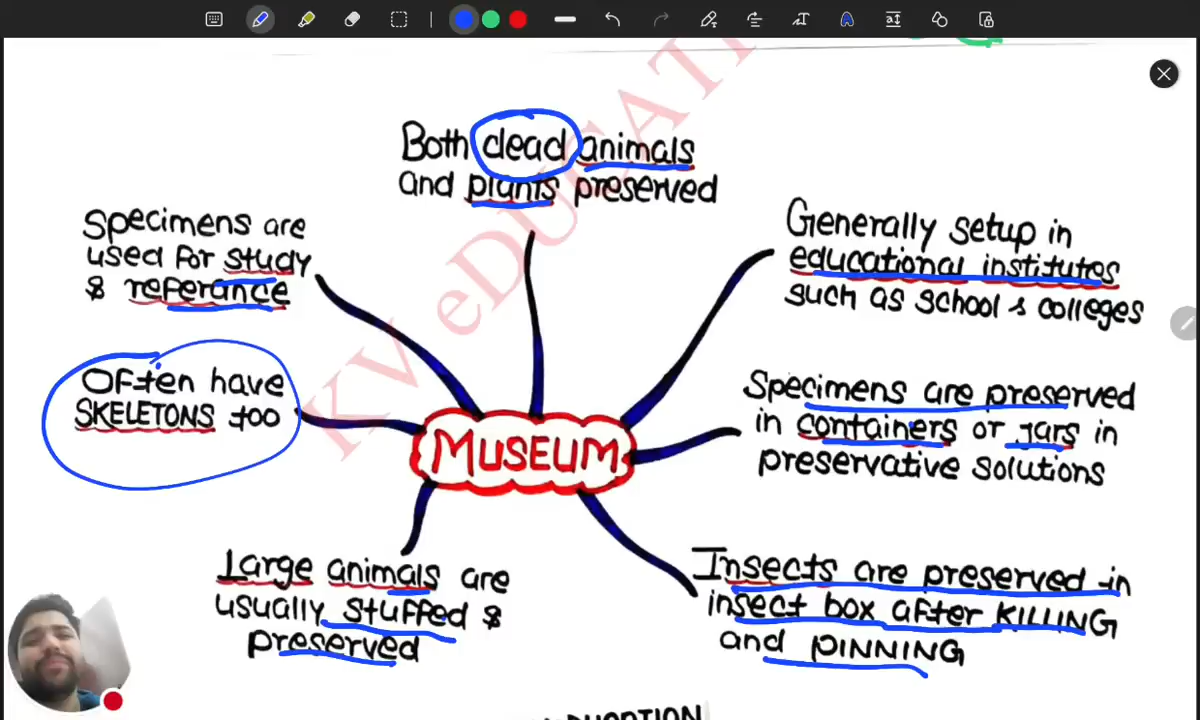 Both dead animals
and plants preserved
Specimens are
used for study
& referance
Generally setup in
educational institutes
such as school & colleges
Often have
SKELETONS too
Specimens are preserved
in containers or jars in
preservative solutions
MUSEUM
Large animals are
usually stuffed &
preserved
Insects are preserved in
insect box after KILLING
and PINNING
KV eDUCATI